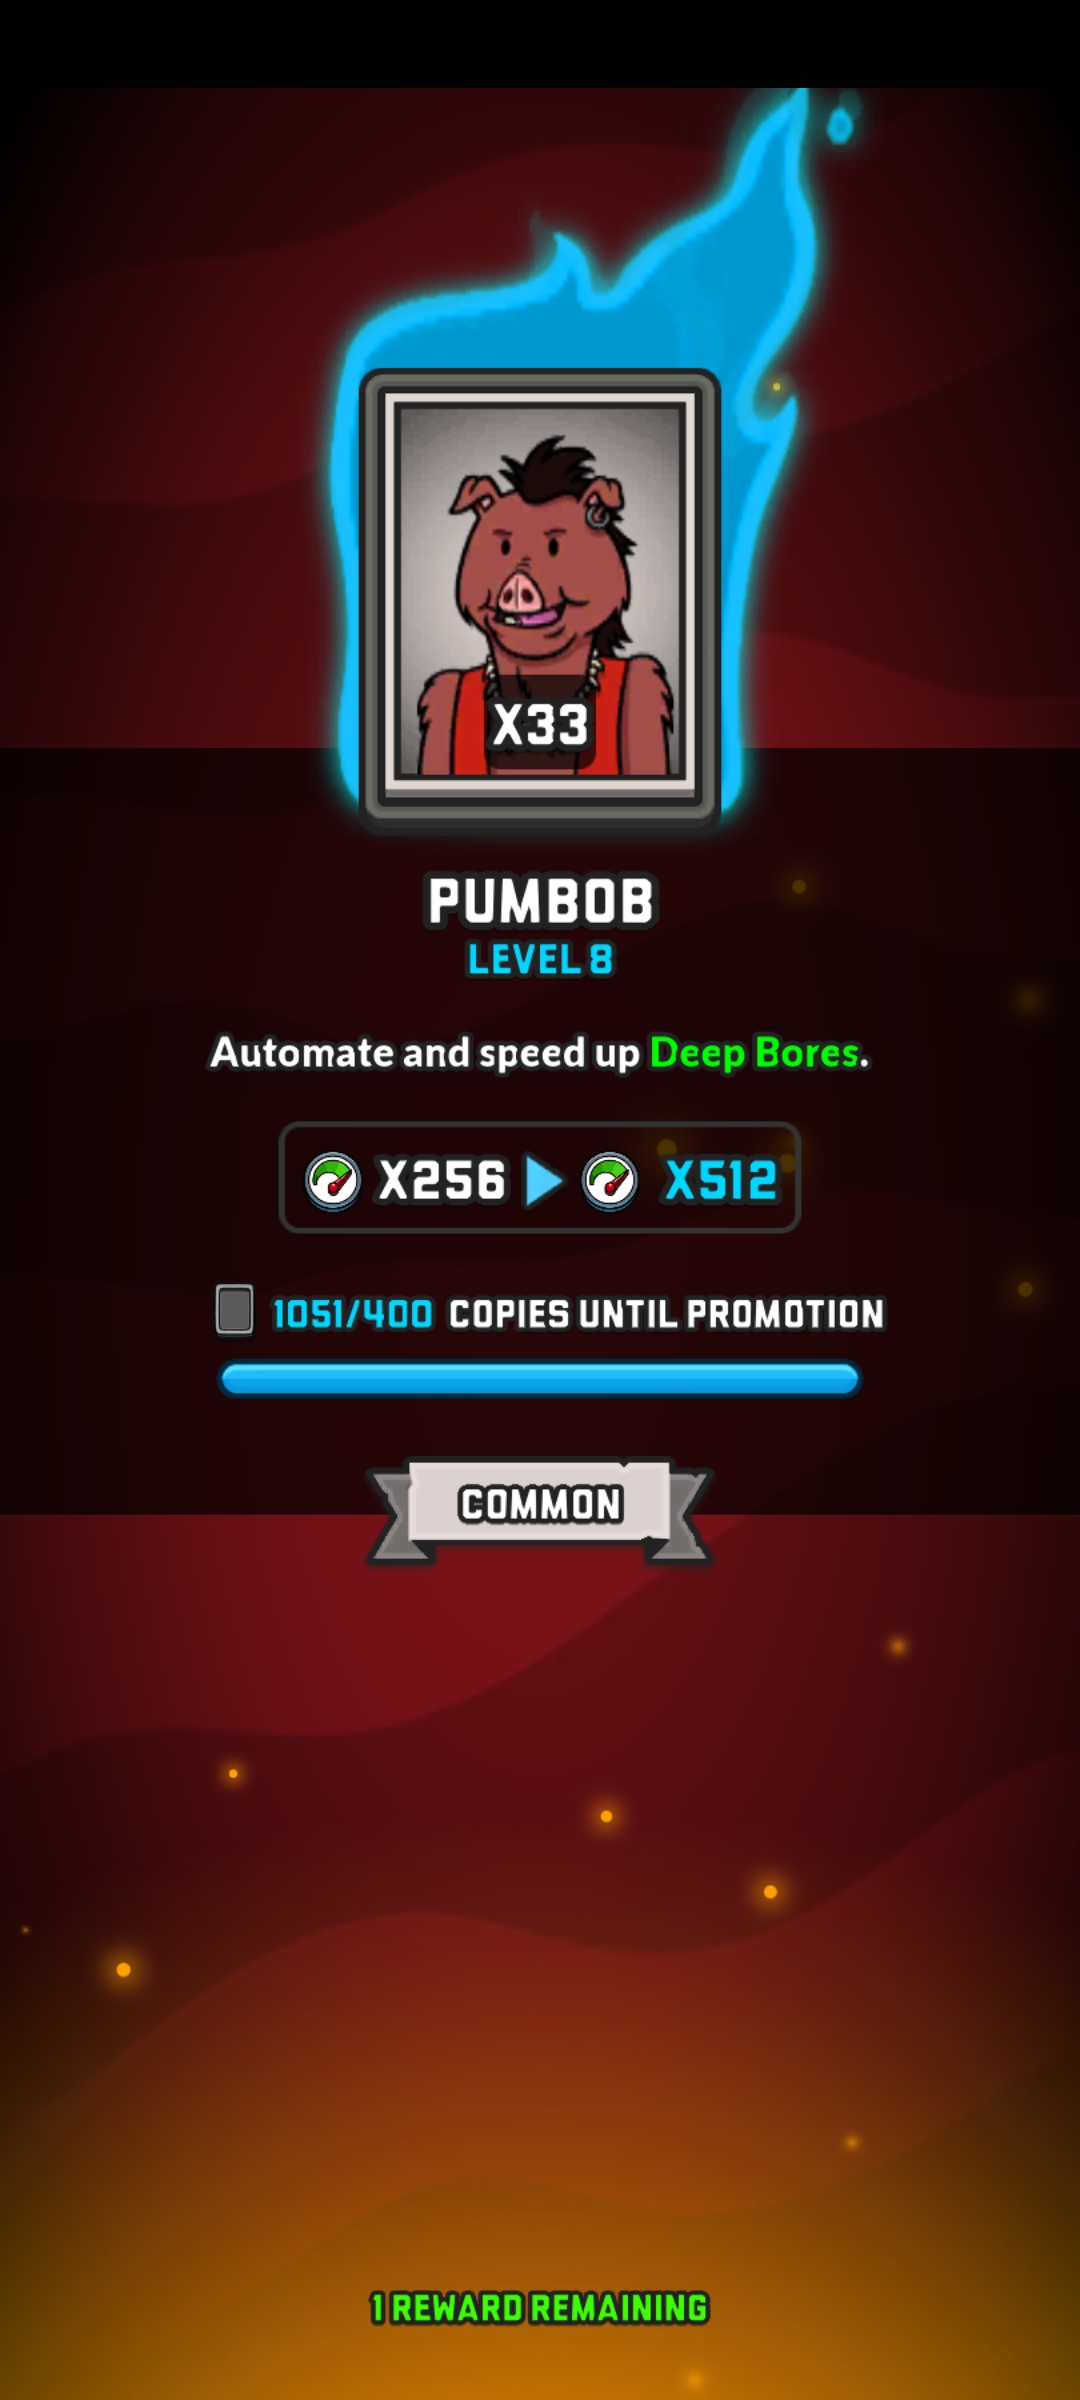 X33
PUMBOB
LEVEL 8
Automate and speed up Deep Bores.
X256 X512
1051/400 COPIES UNTIL PROMOTION
COMMON
1 REWARD REMAINING